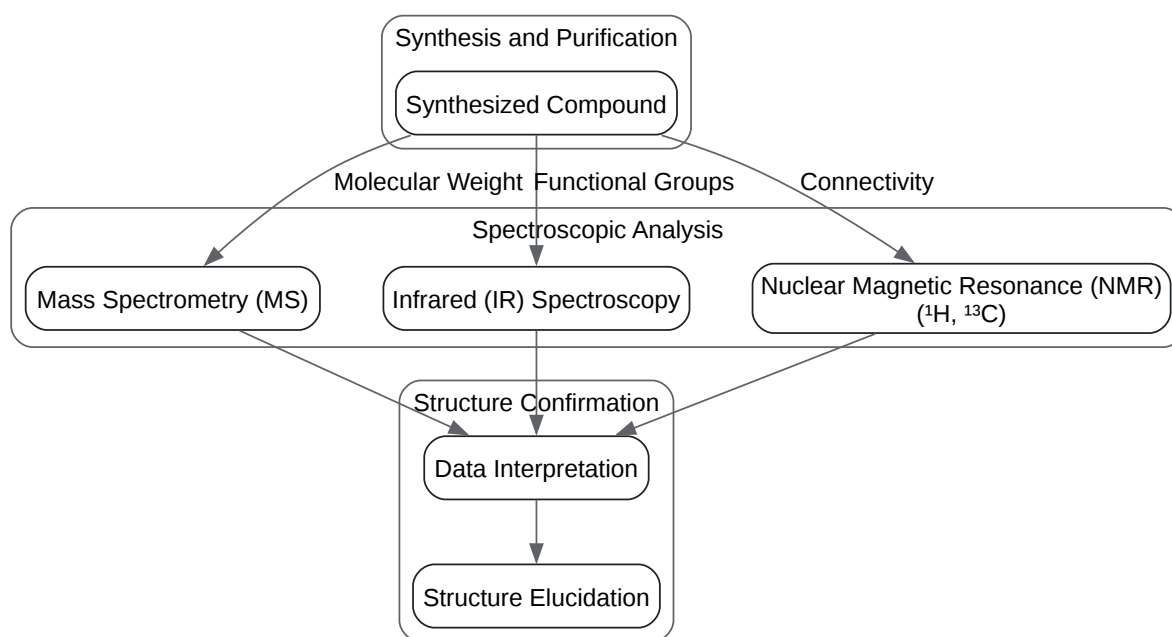 Synthesis and Purification
Synthesized Compound
Molecular Weight
Functional Groups
Connectivity
Spectroscopic Analysis
Mass Spectrometry (MS)
Infrared (IR) Spectroscopy
Nuclear Magnetic Resonance (NMR)
(¹H, ¹³C)
Structure Confirmation
Data Interpretation
Structure Elucidation